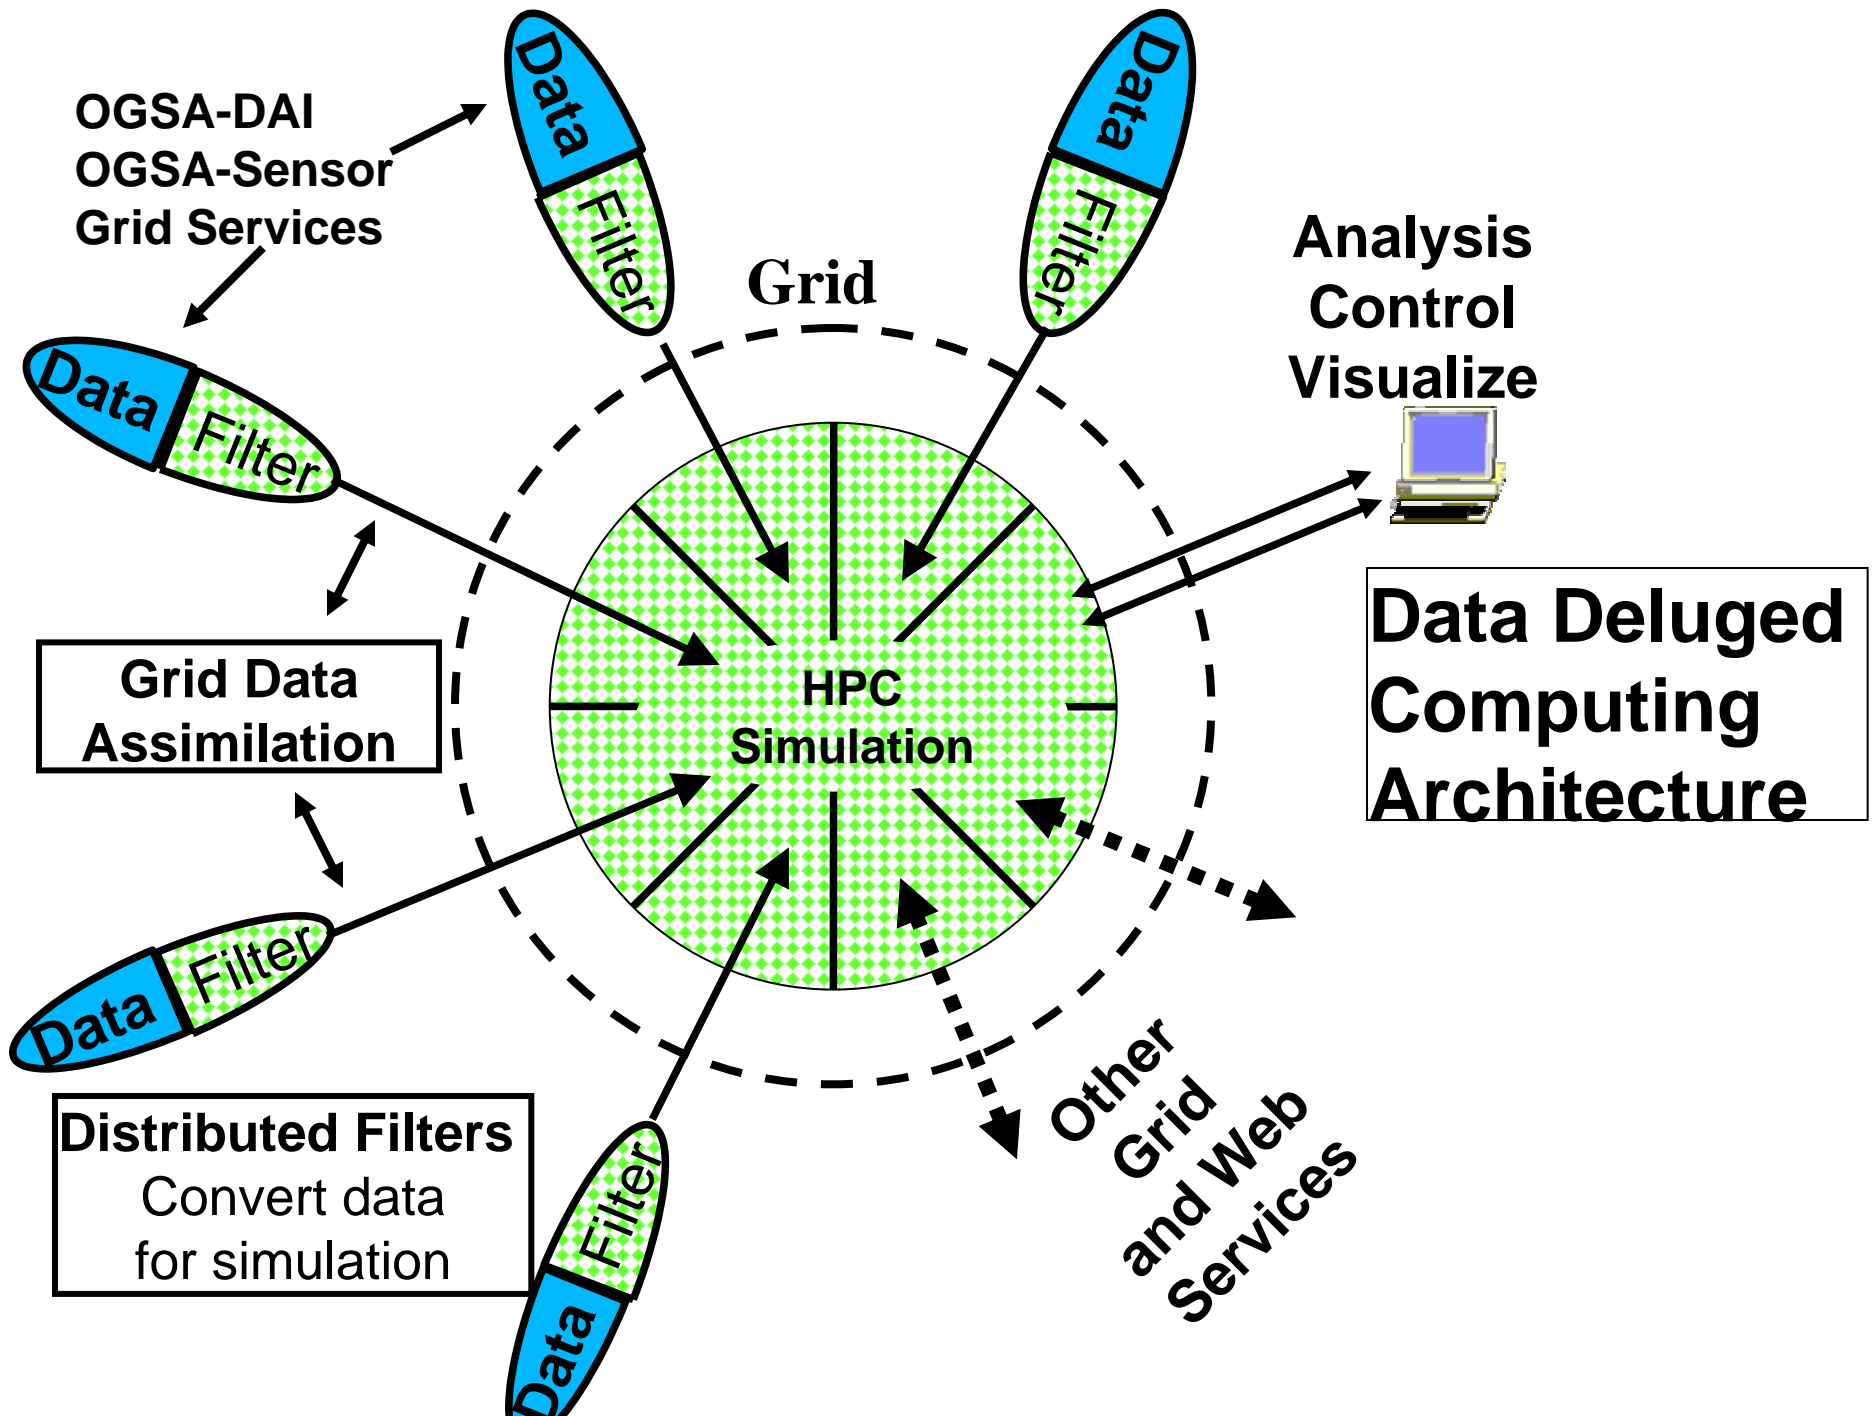 OGSA-DAI
OGSA-Sensor
Grid Services
Data
Filter
Data
Filter
Grid
Analysis
Control
Visualize
Data
Filter
Data Deluged
Computing
Architecture
Grid Data
Assimilation
HPC
Simulation
Data
Filter
Distributed Filters
Convert data
for simulation
Data
Filter
Other
Grid
and Web
Services